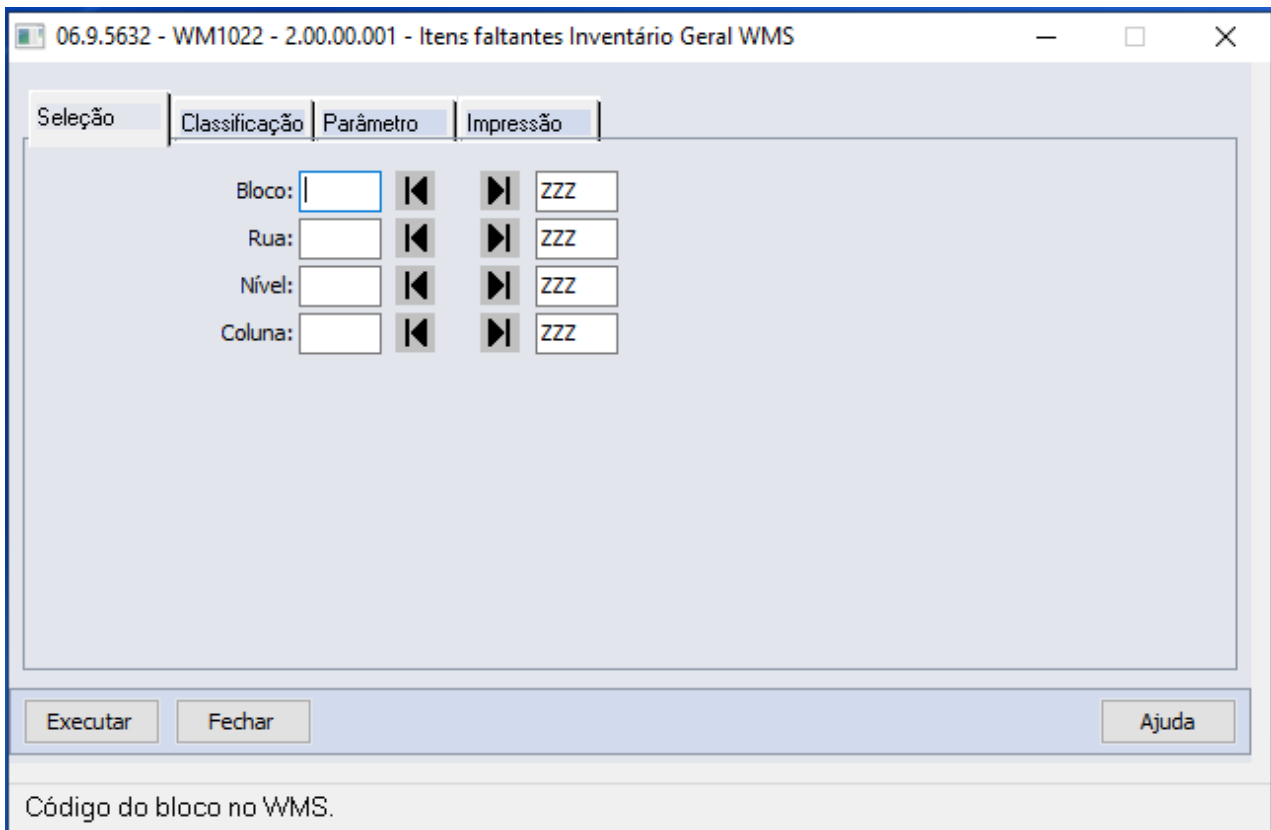 06.9.5632 - WM1022 - 2.00.00.001 - Itens faltantes Inventário Geral WMS
Seleção Classificação Parâmetro Impressão
Bloco: ZZZ
Rua: ZZZ
Nível: ZZZ
Coluna: ZZZ
Executar Fechar Ajuda
Código do bloco no WMS.